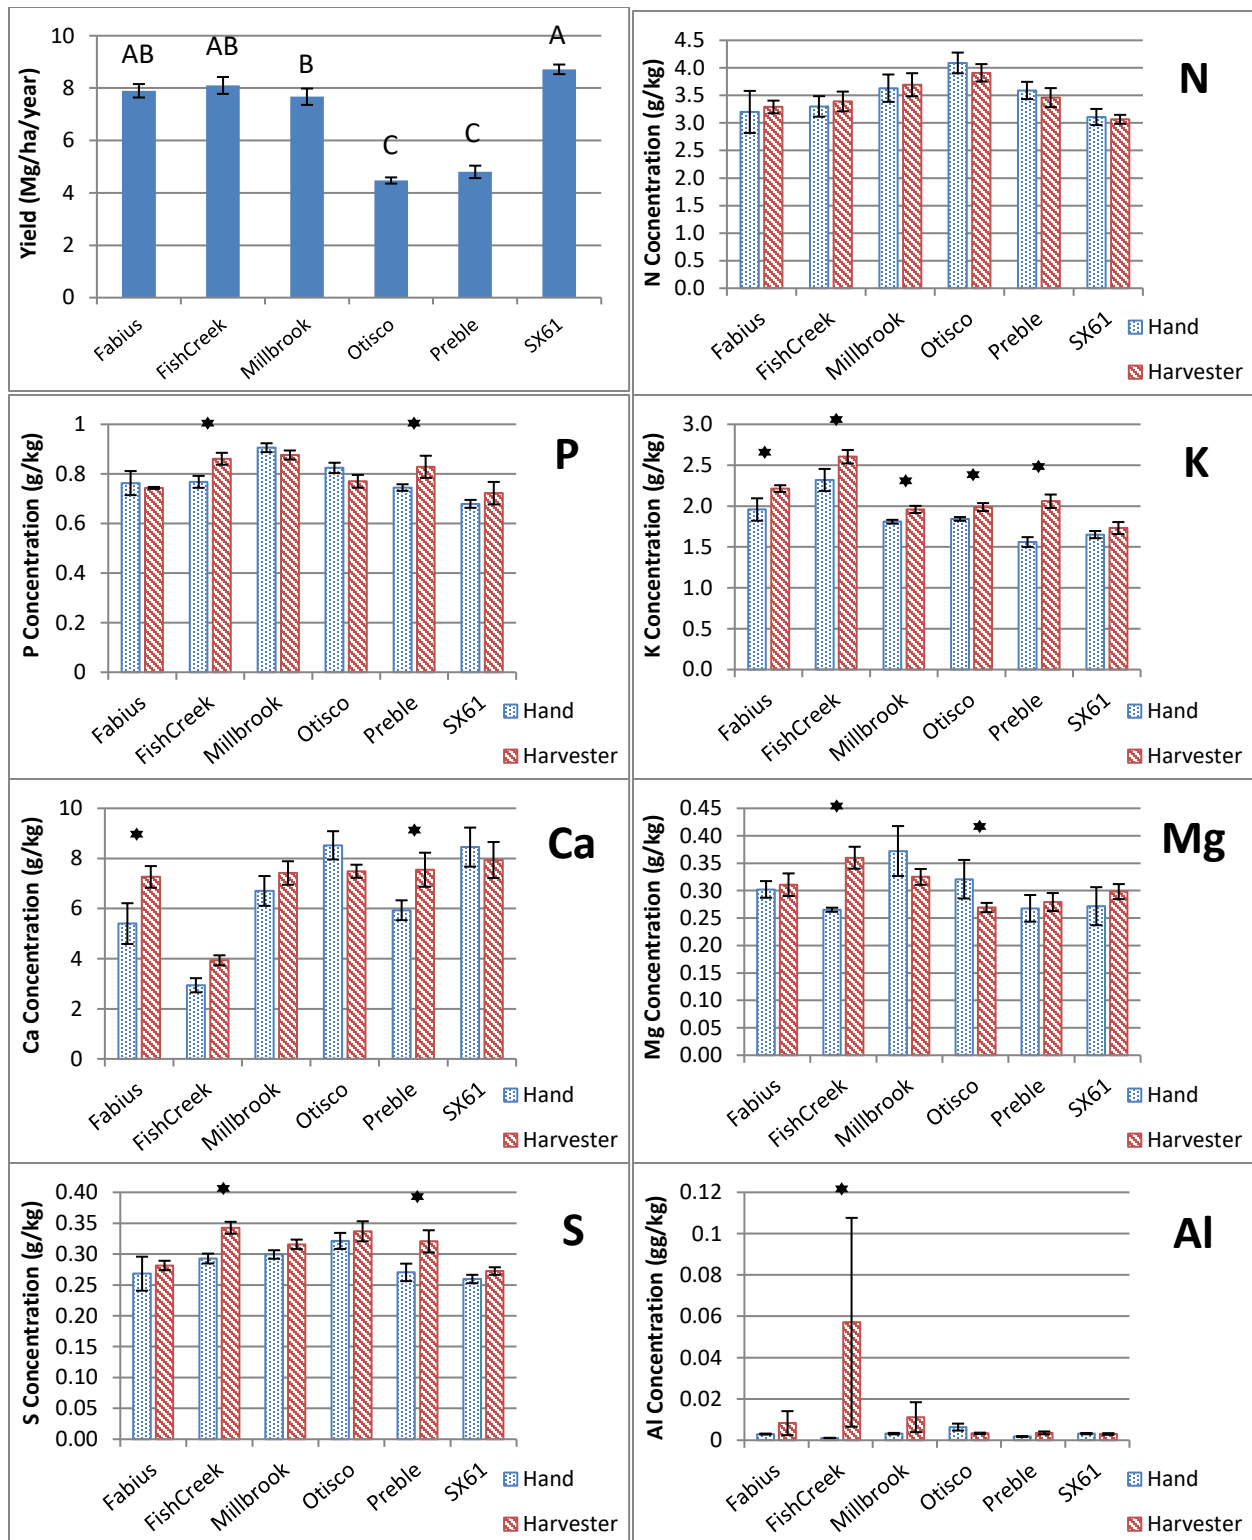 Yield (Mg/ha/year)
10
8
6
4
2
0
AB
AB
B
C
C
A
Fabius
FishCreek
Millbrook
Otisco
Preble
SX61
N Cocnentration (g/kg)
4.5
4.0
3.5
3.0
2.5
2.0
1.5
1.0
0.5
0.0
N
Fabius
FishCreek
Millbrook
Otisco
Preble
SX61
Hand
Harvester
P Concentration (g/kg)
1
0.8
0.6
0.4
0.2
0
P
Fabius
FishCreek
Millbrook
Otisco
Preble
SX61
Hand
Harvester
K Concentration (g/kg)
3.0
2.5
2.0
1.5
1.0
0.5
0.0
K
Fabius
FishCreek
Millbrook
Otisco
Preble
SX61
Hand
Harvester
Ca Concentration (g/kg)
10
8
6
4
2
0
Ca
Fabius
FishCreek
Millbrook
Otisco
Preble
SX61
Hand
Harvester
Mg Concentration (g/kg)
0.45
0.40
0.35
0.30
0.25
0.20
0.15
0.10
0.05
0.00
Mg
Fabius
FishCreek
Millbrook
Otisco
Preble
SX61
Hand
Harvester
S Concentration (g/kg)
0.40
0.35
0.30
0.25
0.20
0.15
0.10
0.05
0.00
S
Fabius
FishCreek
Millbrook
Otisco
Preble
SX61
Hand
Harvester
Al Concentration (gg/kg)
0.12
0.1
0.08
0.06
0.04
0.02
0
Al
Fabius
FishCreek
Millbrook
Otisco
Preble
SX61
Hand
Harvester